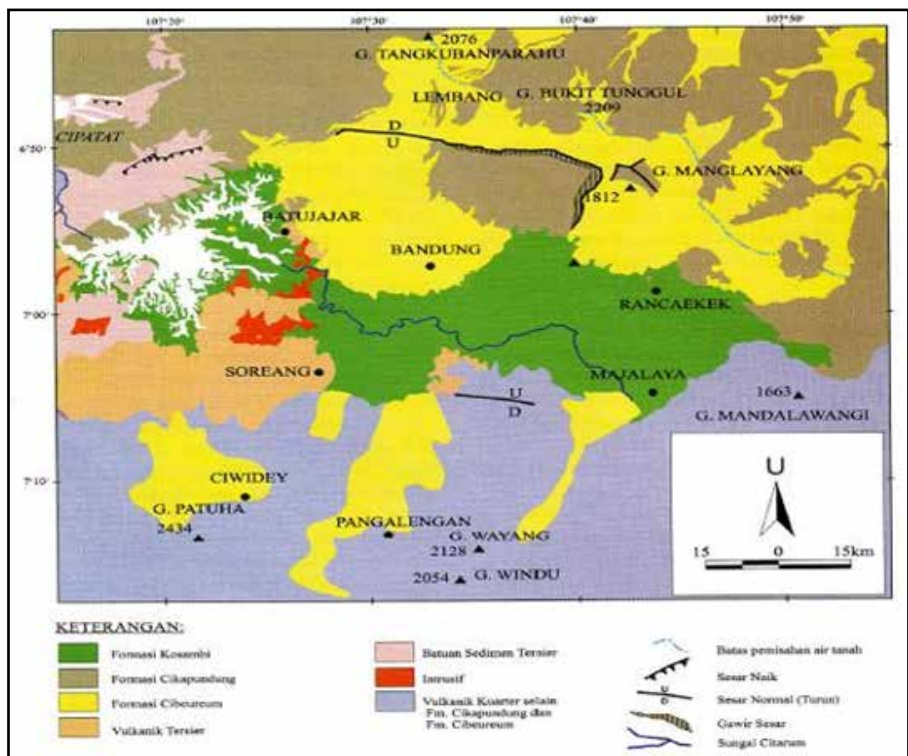 107°20' 107°30' 107°40' 107°50'
2076
G. TANGKUBANPARAHU
G. BUKIT TUNGGUL
LEMBANG
2209
CIPATAT
D
6°50'
U
G. MANGLAYANG
1812
BATUJAJAR
BANDUNG
RANCAEKEK
7°00'
SOREANG
MAJALAYA
U
1663
D
G. MANDALAWANGI
U
CIWIDEY
7°10'
G. PATUHA
2434
PANGALENGAN
G. WAYANG
2128
2054 G. WINDU
15 0 15km
KETERANGAN:
Formasi Kosambi
Formasi Cikapundung
Formasi Cibeureum
Vulkanik Tersier
Batuan Sedimen Tersier
Intrusif
Vulkanik Kuarter selain
Fm. Cikapundung dan
Fm. Cibeureum
Batas pemisahan air tanah
Sesar Naik
U
D
Sesar Normal (Turun)
Gawir Sesar
Sungai Citarum